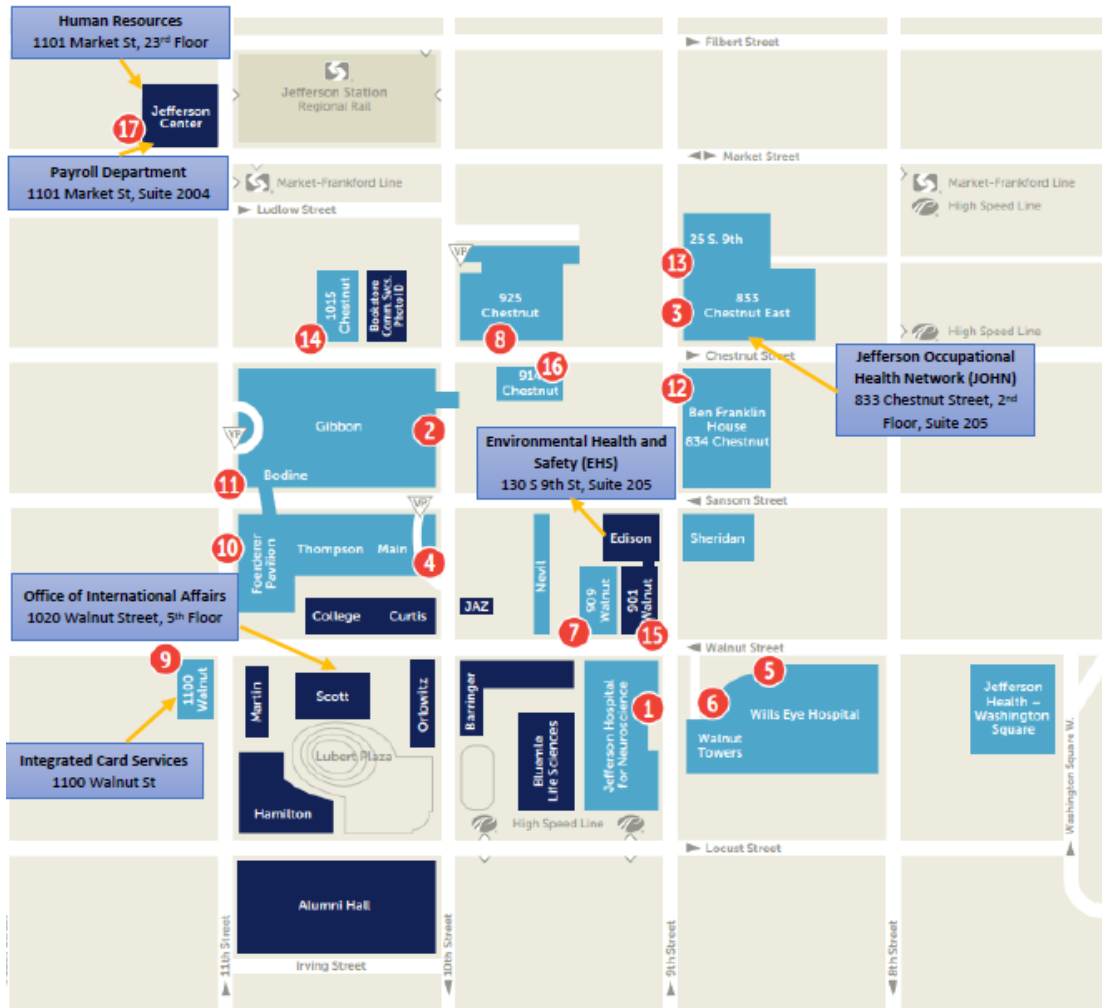 Human Resources
1101 Market St, 23rd Floor
Filbert Street
Jefferson Station
Regional Rail
Jefferson
Center
17
Market Street
Payroll Department
1101 Market St, Suite 2004
Market-Frankford Line
Market-Frankford Line
High Speed Line
Ludlow Street
25 S. 9th
13
VP
1015
Chestnut
Bookstore
Comm. Svcs.
Photo ID
925
Chestnut
833
Chestnut East
3
14
8
High Speed Line
Chestnut Street
Jefferson Occupational
Health Network (JOHN)
833 Chestnut Street, 2nd
Floor, Suite 205
914
Chestnut
16
12
Ben Franklin
House
834 Chestnut
Gibbon
2
VP
Environmental Health and
Safety (EHS)
130 S 9th St, Suite 205
Bodine
11
VP
Sansom Street
10
Foerderer
Pavilion
Thompson
Main
4
Nevil
Edison
Sheridan
Office of International Affairs
1020 Walnut Street, 5th Floor
College
Curtis
JAZ
909
Walnut
901
Walnut
7
15
Walnut Street
9
1100
Walnut
Martin
Scott
Orlowitz
Barringer
Bluemle
Life Sciences
Jefferson Hospital
for Neuroscience
1
5
6
Wills Eye Hospital
Walnut
Towers
Jefferson
Health –
Washington
Square
Washington Square W.
Lubert Plaza
Integrated Card Services
1100 Walnut St
Hamilton
High Speed Line
Locust Street
Alumni Hall
Irving Street
11th Street
10th Street
9th Street
8th Street